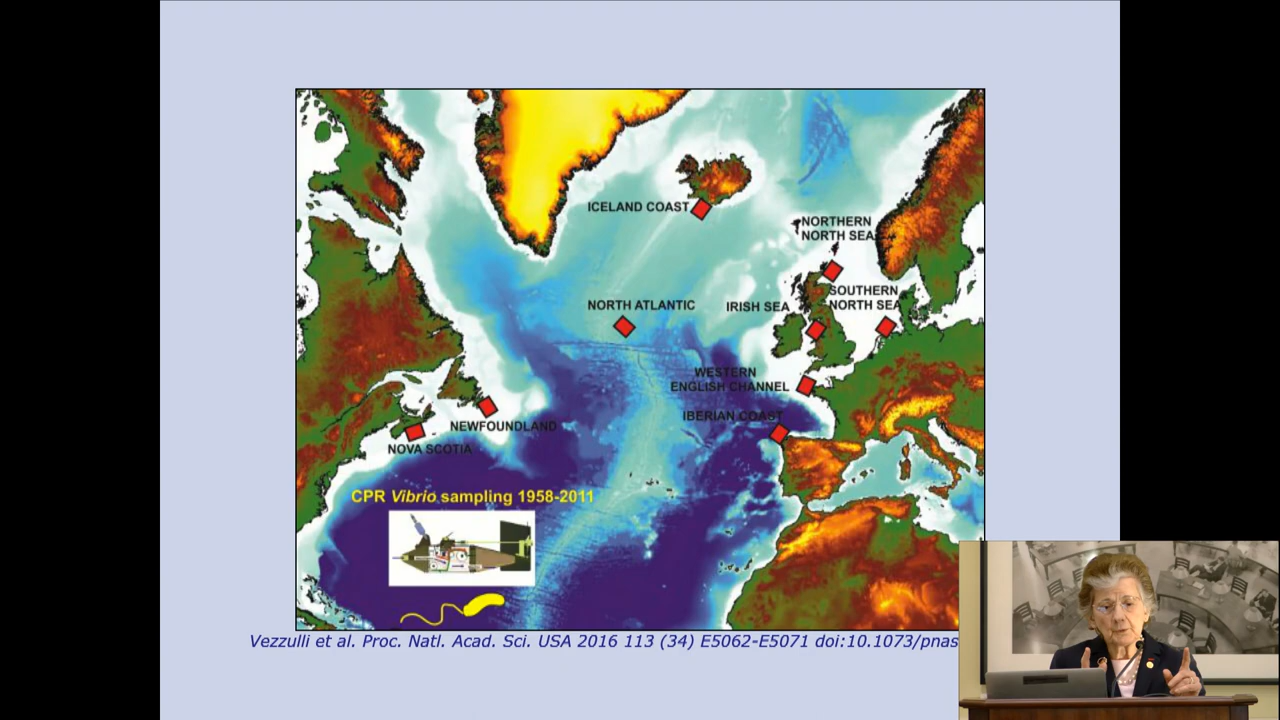 ICELAND COAST
NORTHERN
NORTH SEA
SOUTHERN
NORTH SEA
NORTH ATLANTIC
IRISH SEA
WESTERN
ENGLISH CHANNEL
IBERIAN COAST
NEWFOUNDLAND
NOVA SCOTIA
CPR Vibrio sampling 1958-2011
Vezzulli et al. Proc. Natl. Acad. Sci. USA 2016 113 (34) E5062-E5071 doi:10.1073/pnas